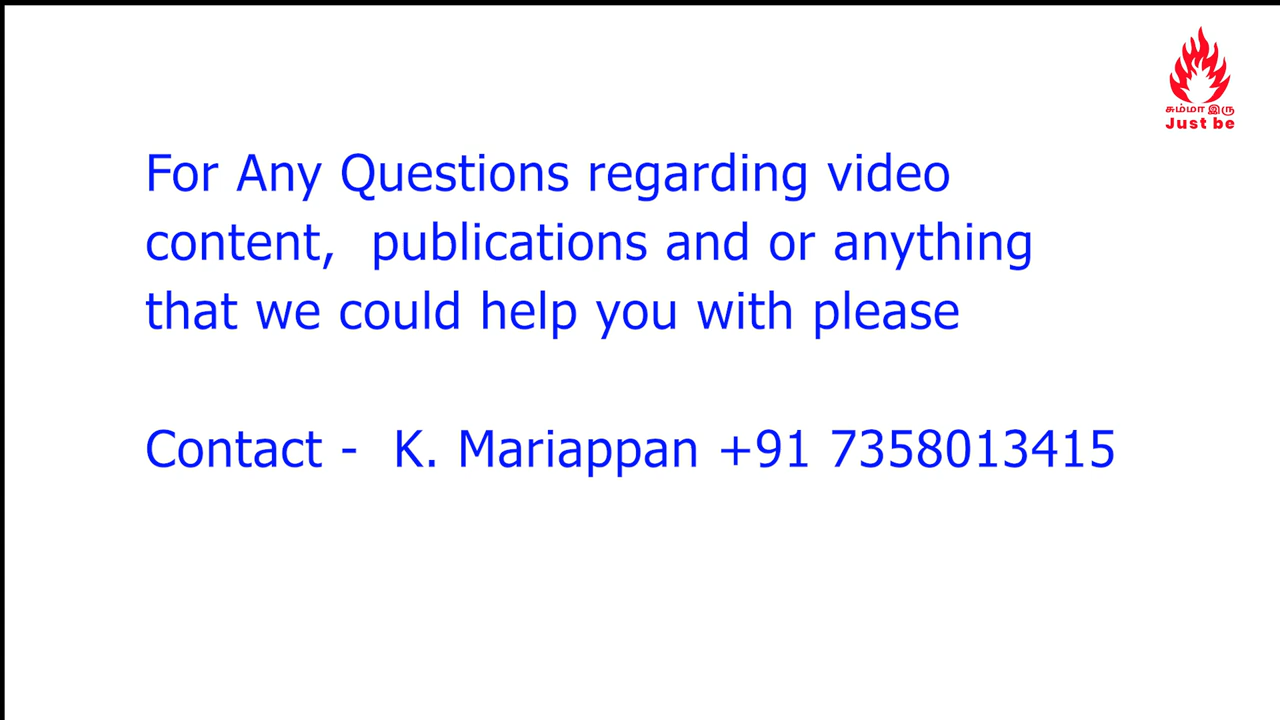 சும்மா இரு
Just be
For Any Questions regarding video
content,  publications and or anything
that we could help you with please
Contact -  K. Mariappan +91 7358013415